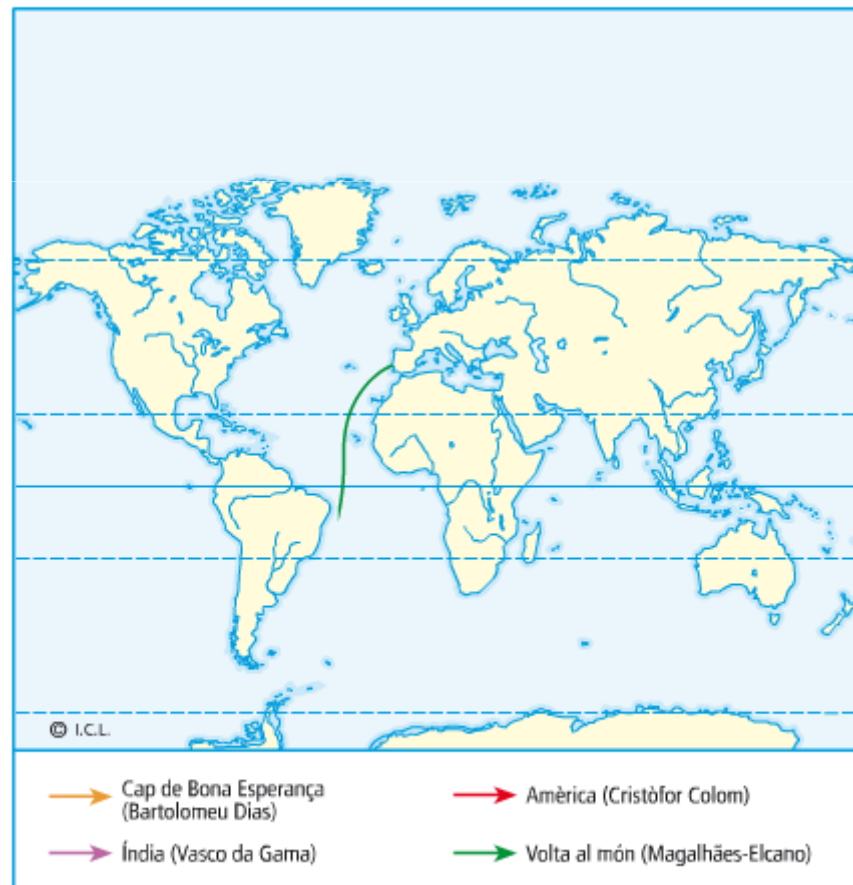 © I.C.L.
Cap de Bona Esperança
(Bartolomeu Dias)
Índia (Vasco da Gama)
Amèrica (Cristòfor Colom)
Volta al món (Magalhães-Elcano)